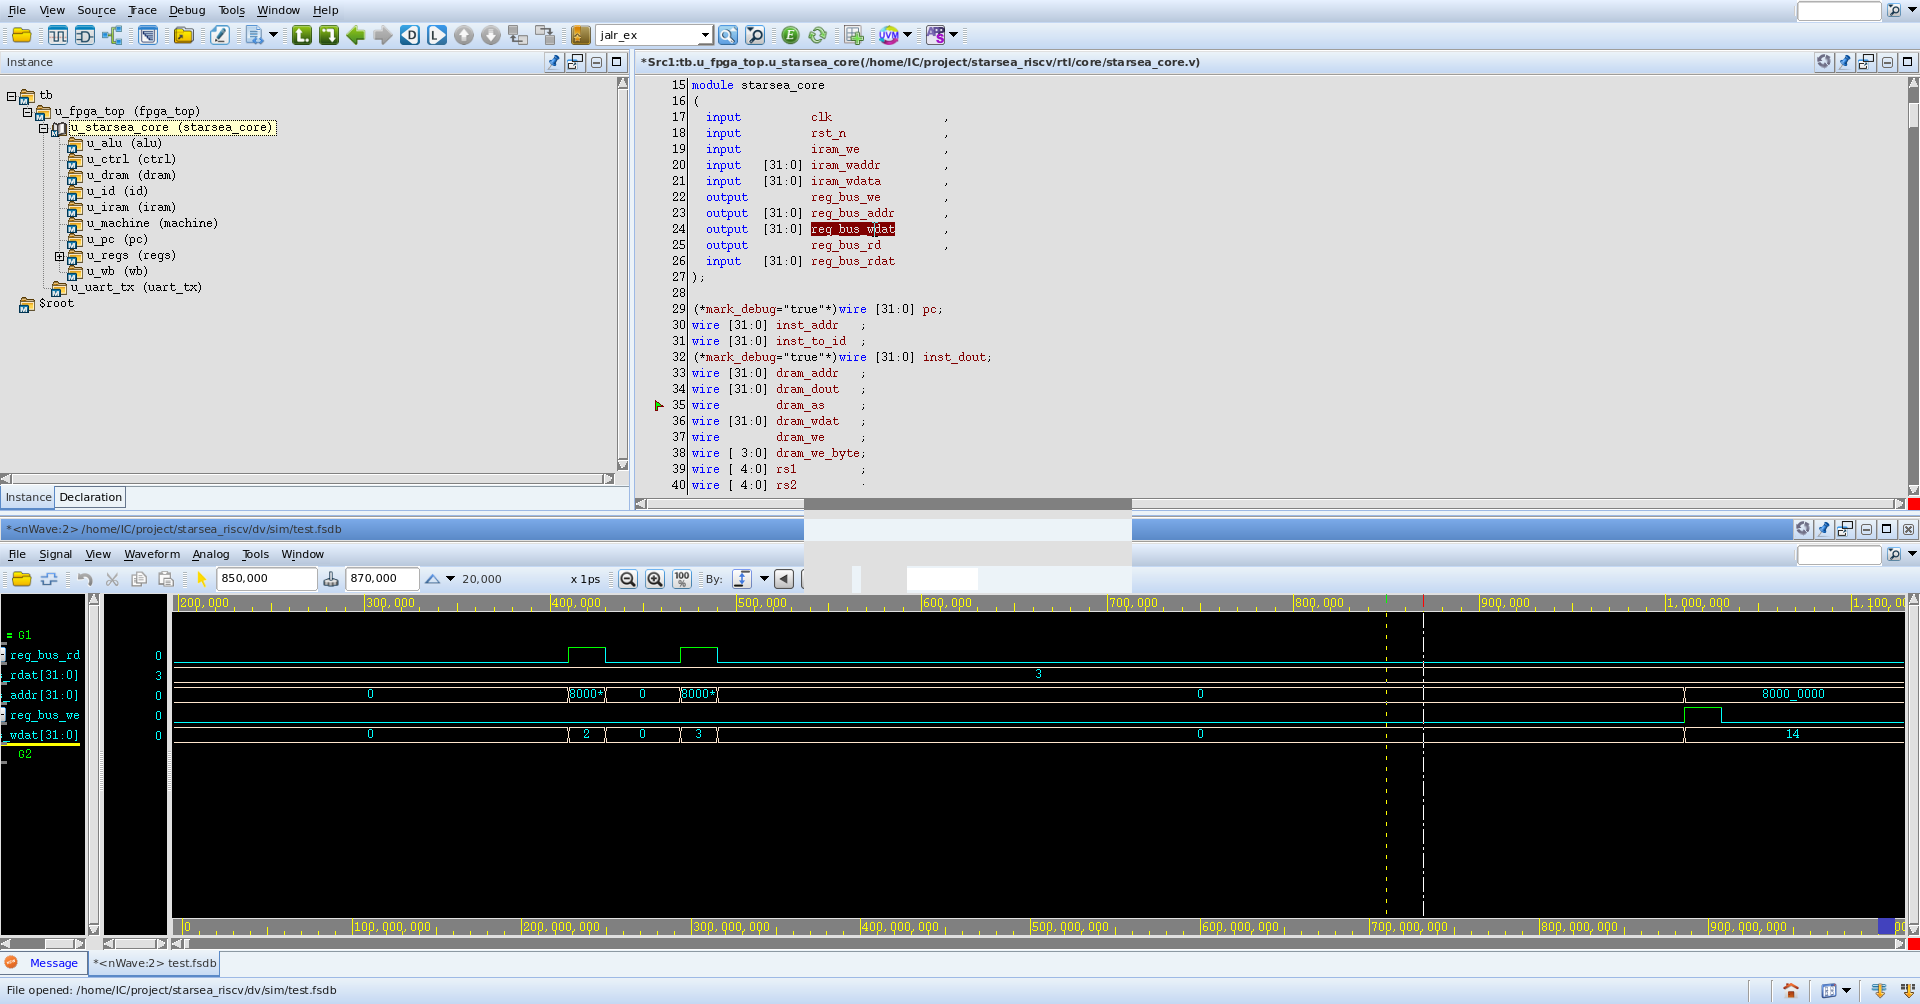 File View Source Trace Debug Tools Window Help
jalr_ex
Instance
*Src1:tb.u_fpga_top.u_starsea_core(/home/IC/project/starsea_riscv/rtl/core/starsea_core.v)
tb
u_fpga_top (fpga_top)
u_starsea_core (starsea_core)
u_alu (alu)
u_ctrl (ctrl)
u_dram (dram)
u_id (id)
u_iram (iram)
u_machine (machine)
u_pc (pc)
u_regs (regs)
u_wb (wb)
u_uart_tx (uart_tx)
$root
Instance Declaration
15 module starsea_core
16 (
17 input clk ,
18 input rst_n ,
19 input iram_we ,
20 input [31:0] iram_waddr ,
21 input [31:0] iram_wdata ,
22 output reg_bus_we ,
23 output [31:0] reg_bus_addr ,
24 output [31:0] reg_bus_wdat ,
25 output reg_bus_rd ,
26 input [31:0] reg_bus_rdat
27 );
28
29 (*mark_debug="true"*)wire [31:0] pc;
30 wire [31:0] inst_addr ;
31 wire [31:0] inst_to_id ;
32 (*mark_debug="true"*)wire [31:0] inst_dout;
33 wire [31:0] dram_addr ;
34 wire [31:0] dram_dout ;
35 wire dram_as ;
36 wire [31:0] dram_wdat ;
37 wire dram_we ;
38 wire [ 3:0] dram_we_byte;
39 wire [ 4:0] rs1 ;
40 wire [ 4:0] rs2
*<nWave:2> /home/IC/project/starsea_riscv/dv/sim/test.fsdb
File Signal View Waveform Analog Tools Window
850,000 870,000 20,000 x 1ps 100% By:
200,000 300,000 400,000 500,000 600,000 700,000 800,000 900,000 1,000,000 1,100,0
= G1
reg_bus_rd 0
_rdat[31:0] 3 3
_addr[31:0] 0 0 8000* 0 8000* 0 8000_0000
reg_bus_we 0
_wdat[31:0] 0 0 2 0 3 0 14
G2
0 100,000,000 200,000,000 300,000,000 400,000,000 500,000,000 600,000,000 700,000,000 800,000,000 900,000,000
Message *<nWave:2> test.fsdb
File opened: /home/IC/project/starsea_riscv/dv/sim/test.fsdb